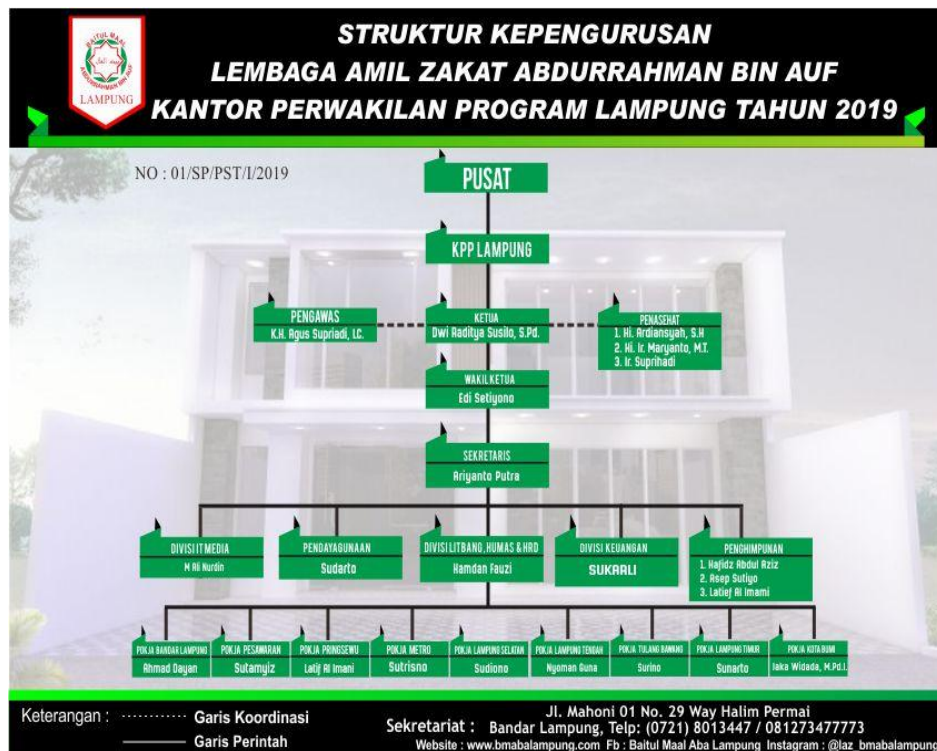 BAITUL MAAL
ABDURRAHMAN BIN AUF
LAMPUNG
STRUKTUR KEPENGURUSAN
LEMBAGA AMIL ZAKAT ABDURRAHMAN BIN AUF
KANTOR PERWAKILAN PROGRAM LAMPUNG TAHUN 2019
NO : 01/SP/PST/I/2019
PUSAT
KPP LAMPUNG
PENGAWAS
K.H. Agus Supriadi, LC.
KETUA
Dwi Raditya Susilo, S.Pd.
PENASEHAT
1. Hi. Ardiansyah, S.H
2. Hi. Ir. Maryanto, M.T.
3. Ir. Suprihadi
WAKIL KETUA
Edi Setiyono
SEKRETARIS
Ariyanto Putra
DIVISI IT MEDIA
M Ali Nurdin
PENDAYAGUNAAN
Sudarto
DIVISI LITBANG, HUMAS & HRD
Hamdan Fauzi
DIVISI KEUANGAN
SUKARLI
PENGHIMPUNAN
1. Hafidz Abdul Aziz
2. Asep Sutiyo
3. Latief Al Imami
POKJA BANDAR LAMPUNG
Ahmad Dayan
POKJA PESAWARAN
Sutamyiz
POKJA PRINGSEWU
Latif Al Imani
POKJA METRO
Sutrisno
POKJA LAMPUNG SELATAN
Sudiono
POKJA LAMPUNG TENGAH
Nyoman Guna
POKJA TULANG BAWANG
Surino
POKJA LAMPUNG TIMUR
Sunarto
POKJA KOTA BUMI
Jaka Widada, M.Pd.I.
Keterangan : ............ Garis Koordinasi
Garis Perintah
Sekretariat : Jl. Mahoni 01 No. 29 Way Halim Permai
Bandar Lampung, Telp: (0721) 8013447 / 081273477773
Website : www.bmabalampung.com Fb : Baitul Maal Aba Lampung Instagram : @laz_bmabalampung